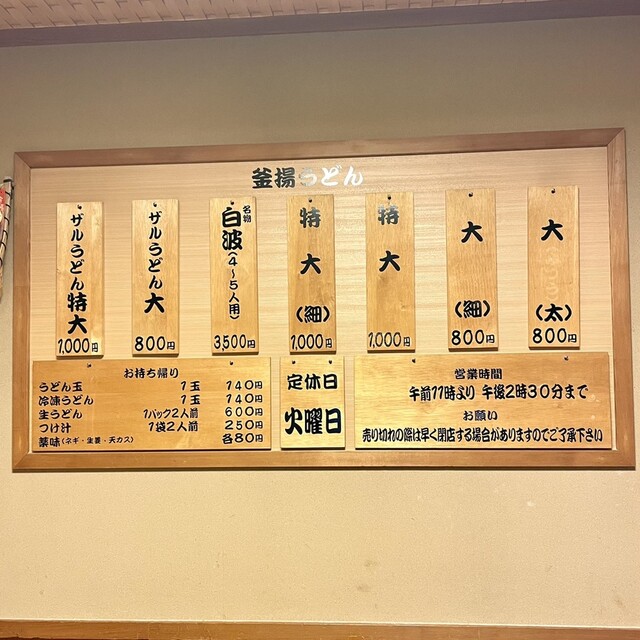 釜揚うどん
大(太)
800円
大(細)
800円
特大
1,000円
特大(細)
1,000円
名物
白波(4～5人用)
3,500円
ザルうどん大
800円
ザルうどん特大
1,000円
お持ち帰り
うどん玉 1玉 140円
冷凍うどん 1玉 140円
生うどん 1パック2人前 600円
つけ汁 1袋2人前 250円
薬味(ネギ・生姜・天カス) 各80円
定休日
火曜日
営業時間
午前11時より 午後2時30分まで
お願い
売り切れの際は早く閉店する場合がありますのでご了承下さい